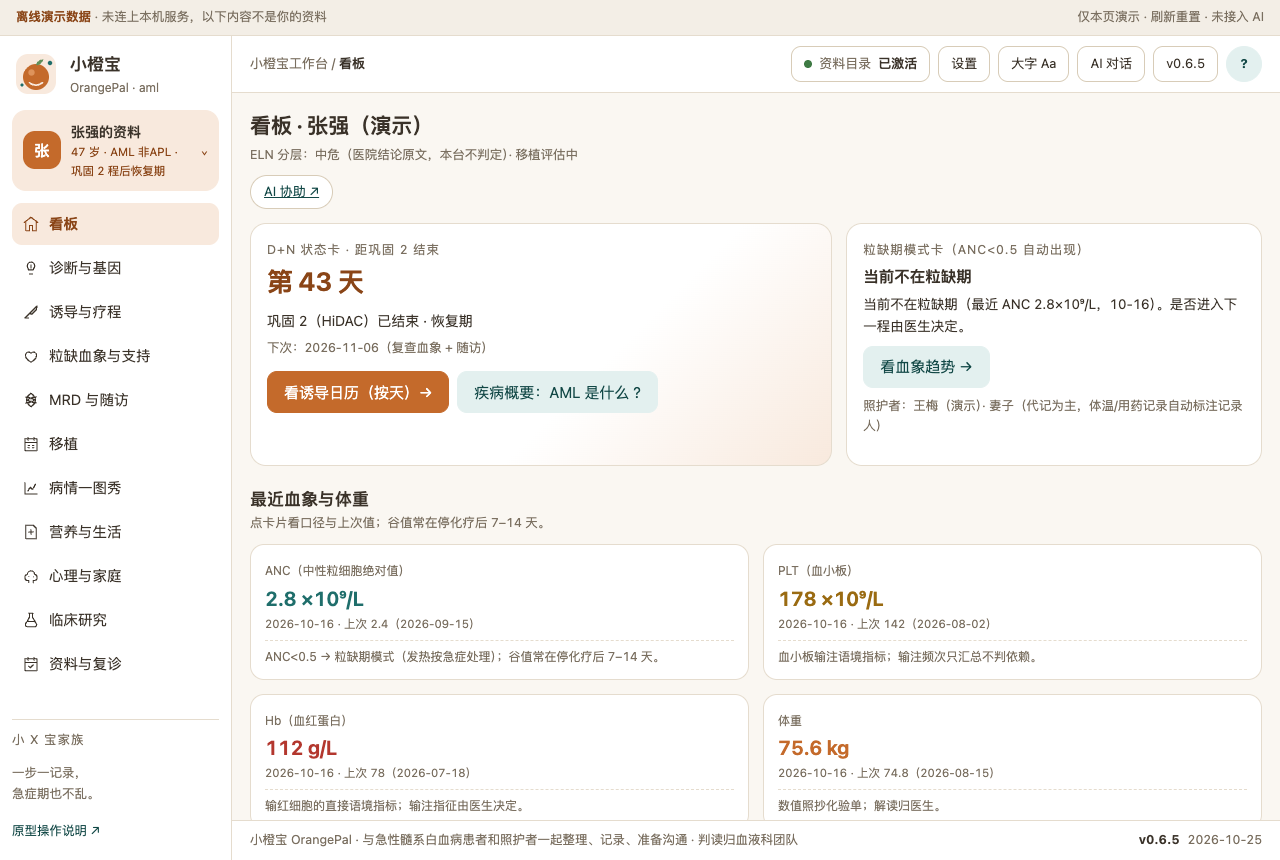 离线演示数据 · 未连上本机服务，以下内容不是你的资料
仅本页演示 · 刷新重置 · 未接入 AI
小橙宝
OrangePal · aml
张
张强的资料
47 岁 · AML 非APL ·
巩固 2 程后恢复期
看板
诊断与基因
诱导与疗程
粒缺血象与支持
MRD 与随访
移植
病情一图秀
营养与生活
心理与家庭
临床研究
资料与复诊
小 X 宝家族
一步一记录，
急症期也不乱。
原型操作说明 ↗
小橙宝工作台 / 看板
资料目录 已激活
设置
大字 Aa
AI 对话
v0.6.5
?
看板 · 张强（演示）
ELN 分层：中危（医院结论原文，本台不判定）· 移植评估中
AI 协助 ↗
D+N 状态卡 · 距巩固 2 结束
第 43 天
巩固 2（HiDAC）已结束 · 恢复期
下次：2026-11-06（复查血象 + 随访）
看诱导日历（按天）→
疾病概要：AML 是什么？
粒缺期模式卡（ANC<0.5 自动出现）
当前不在粒缺期
当前不在粒缺期（最近 ANC 2.8×10⁹/L，10-16）。是否进入下
一程由医生决定。
看血象趋势 →
照护者：王梅（演示）· 妻子（代记为主，体温/用药记录自动标注记录
人）
最近血象与体重
点卡片看口径与上次值；谷值常在停化疗后 7–14 天。
ANC（中性粒细胞绝对值）
2.8 ×10⁹/L
2026-10-16 · 上次 2.4（2026-09-15）
ANC<0.5 → 粒缺期模式（发热按急症处理）；谷值常在停化疗后 7–14 天。
PLT（血小板）
178 ×10⁹/L
2026-10-16 · 上次 142（2026-08-02）
血小板输注语境指标；输注频次只汇总不判依赖。
Hb（血红蛋白）
112 g/L
2026-10-16 · 上次 78（2026-07-18）
输红细胞的直接语境指标；输注指征由医生决定。
体重
75.6 kg
2026-10-16 · 上次 74.8（2026-08-15）
数值照抄化验单；解读归医生。
小橙宝 OrangePal · 与急性髓系白血病患者和照护者一起整理、记录、准备沟通 · 判读归血液科团队
v0.6.5 2026-10-25